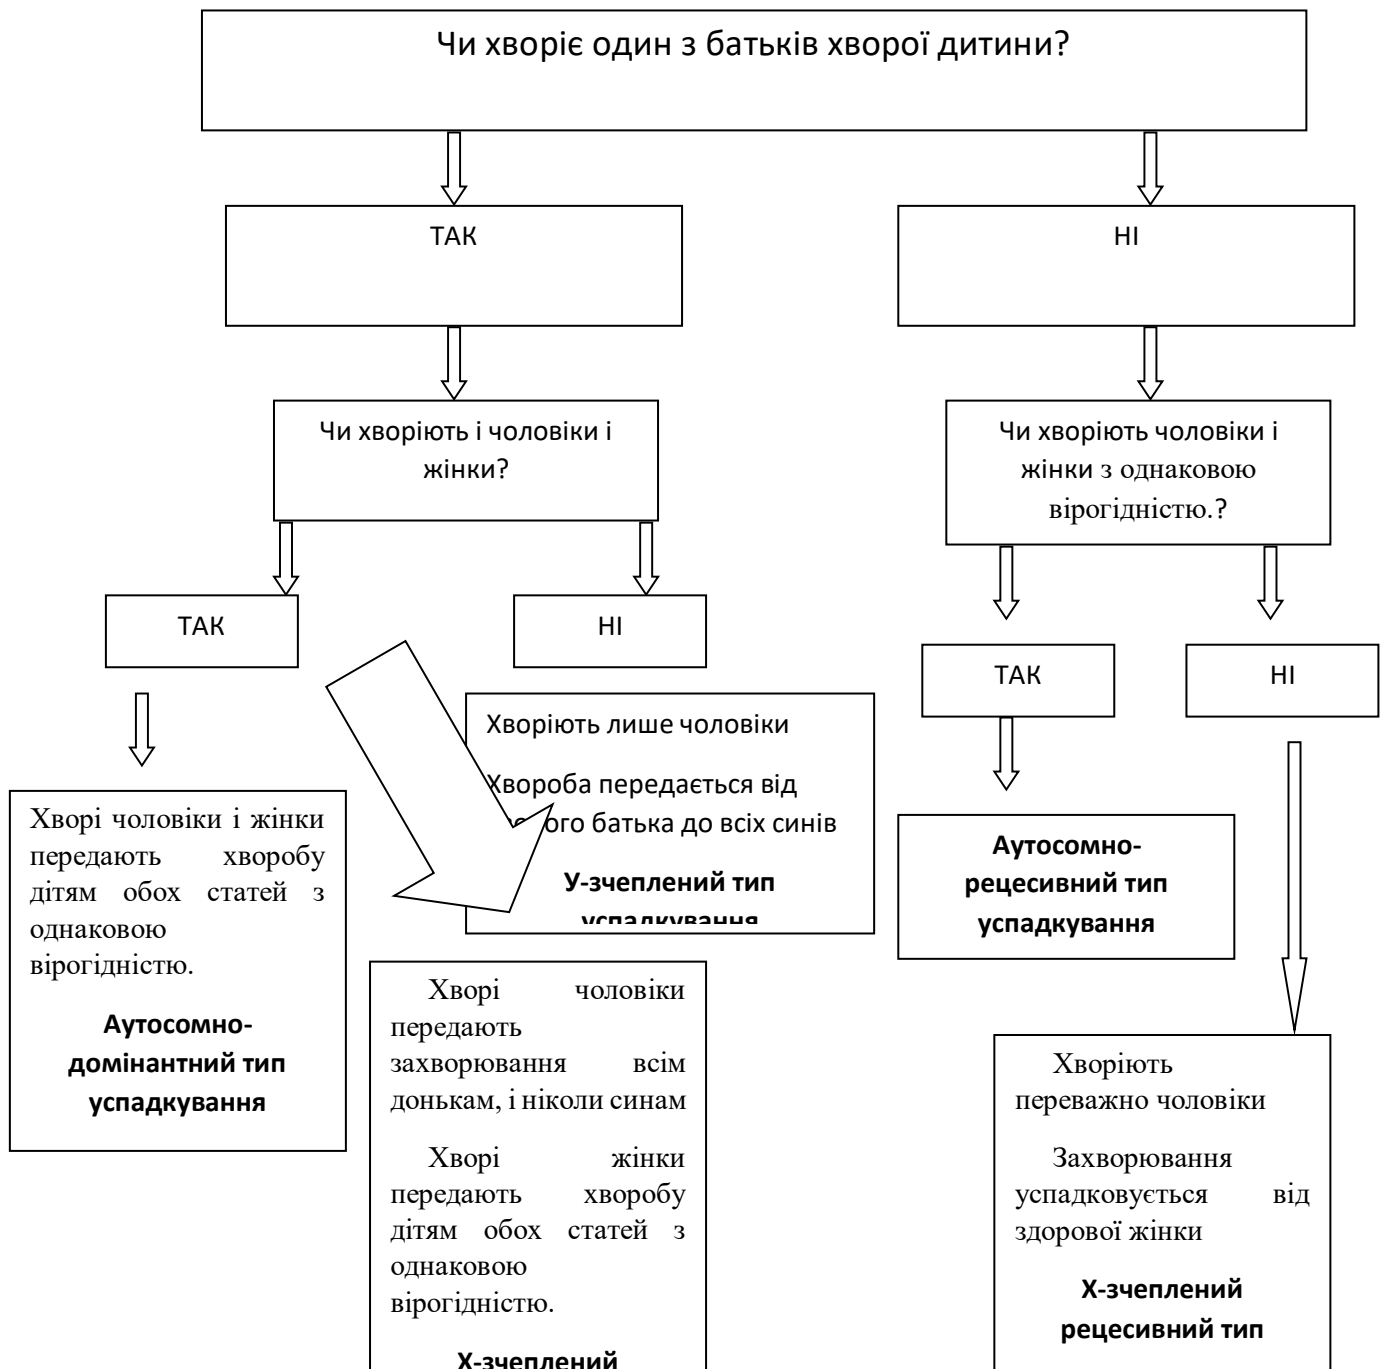 Чи хворіє один з батьків хворої дитини?
ТАК
НІ
Чи хворіють і чоловіки і
жінки?
Чи хворіють чоловіки і
жінки з однаковою
вірогідністю.?
ТАК
НІ
ТАК
НІ
Хворіють лише чоловіки
Хвороба передається від
батька до всіх синів
У-зчеплений тип
успадкування
Хворі чоловіки і жінки
передають хворобу
дітям обох статей з
однаковою
вірогідністю.
Аутосомно-
домінантний тип
успадкування
Аутосомно-
рецесивний тип
успадкування
Хворі чоловіки
передають
захворювання всім
донькам, і ніколи синам
Хворі жінки
передають хворобу
дітям обох статей з
однаковою
вірогідністю.
Х-зчеплений
Хворіють
переважно чоловіки
Захворювання
успадковується від
здорової жінки
Х-зчеплений
рецесивний тип